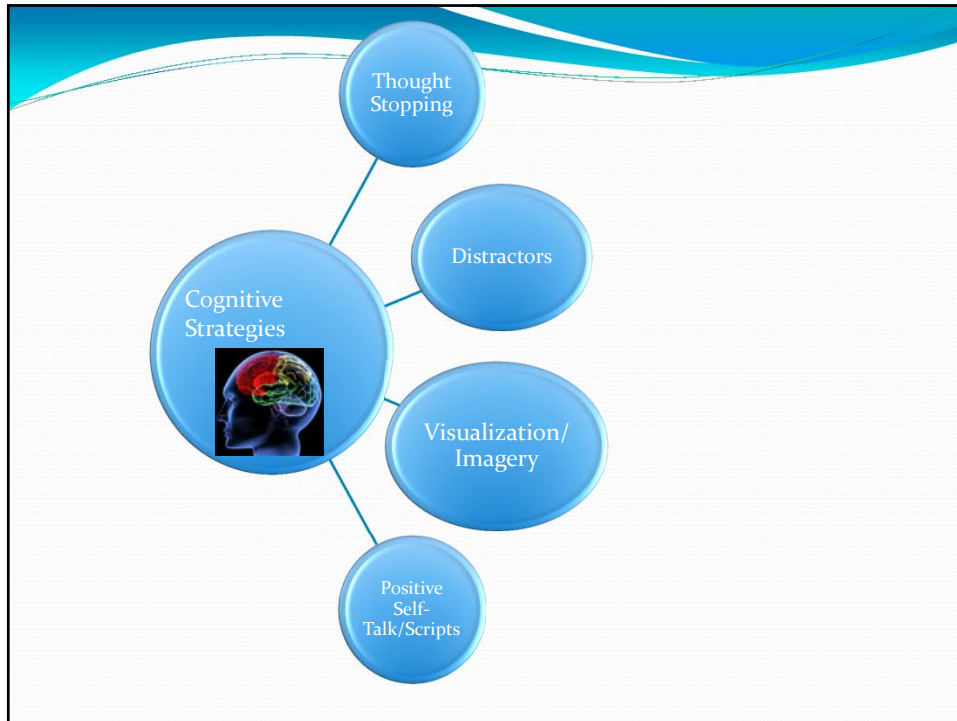 Thought
Stopping
Distractors
Cognitive
Strategies
Visualization/
Imagery
Positive
Self-
Talk/Scripts